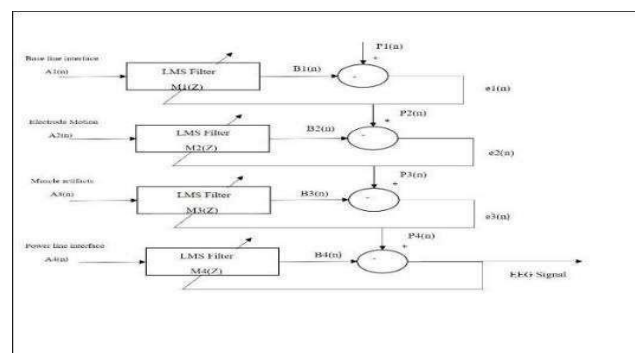 P1(n)
Base line interface
A1(n)
LMS Filter
M1(Z)
B1(n)
+
-
e1(n)
P2(n)
Electrode Motion
A2(n)
LMS Filter
M2(Z)
B2(n)
+
-
e2(n)
P3(n)
Muscle artifacts
A3(n)
LMS Filter
M3(Z)
B3(n)
+
-
e3(n)
P4(n)
Power line interface
A4(n)
LMS Filter
M4(Z)
B4(n)
+
-
EEG Signal